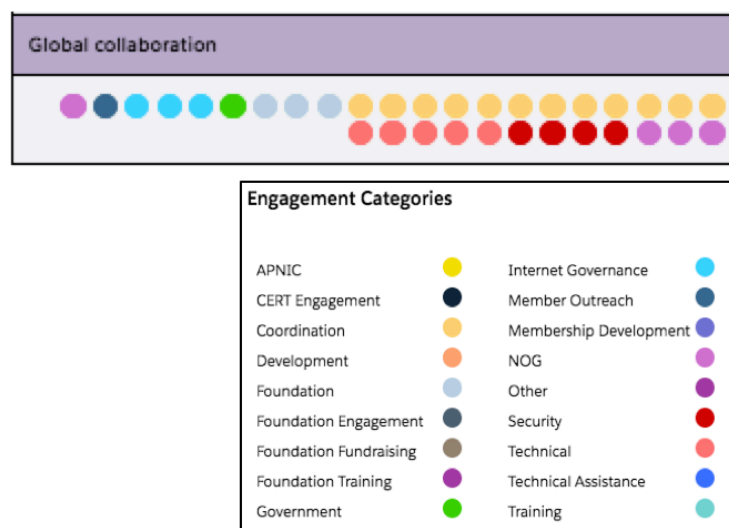 Global collaboration
Engagement Categories
APNIC
Internet Governance
CERT Engagement
Member Outreach
Coordination
Membership Development
Development
NOG
Foundation
Other
Foundation Engagement
Security
Foundation Fundraising
Technical
Foundation Training
Technical Assistance
Government
Training